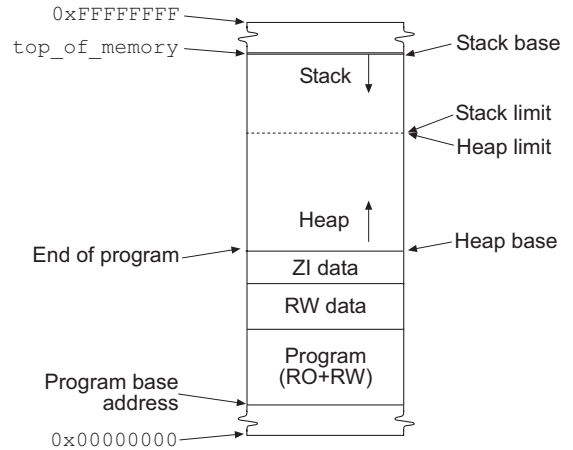 0xFFFFFFFF
top_of_memory
Stack base
Stack
Stack limit
Heap limit
Heap
End of program
Heap base
ZI data
RW data
Program
(RO+RW)
Program base
address
0x00000000